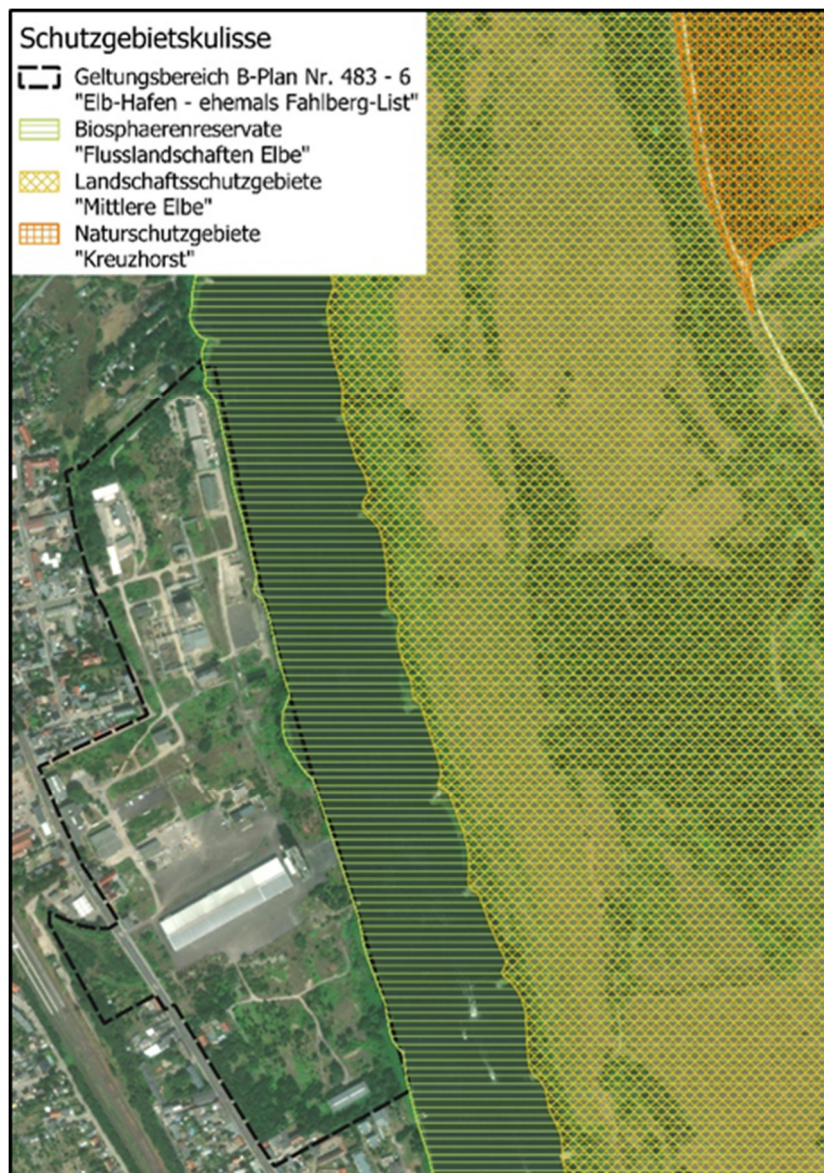 Schutzgebietskulisse
Geltungsbereich B-Plan Nr. 483 - 6
"Elb-Hafen - ehemals Fahlberg-List"
Biosphaerenreservate
"Flusslandschaften Elbe"
Landschaftsschutzgebiete
"Mittlere Elbe"
Naturschutzgebiete
"Kreuzhorst"